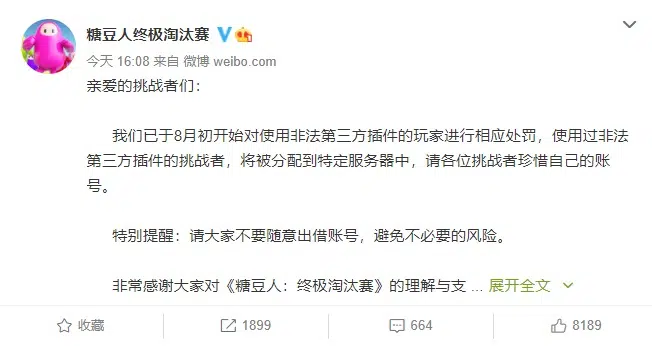 糖豆人终极淘汰赛
今天 16:08 来自 微博 weibo.com
亲爱的挑战者们：
我们已于8月初开始对使用非法第三方插件的玩家进行相应处罚，使用过非法
第三方插件的挑战者，将被分配到特定服务器中，请各位挑战者珍惜自己的账
号。
特别提醒：请大家不要随意出借账号，避免不必要的风险。
非常感谢大家对《糖豆人：终极淘汰赛》的理解与支 ... 展开全文
收藏 1899 664 8189